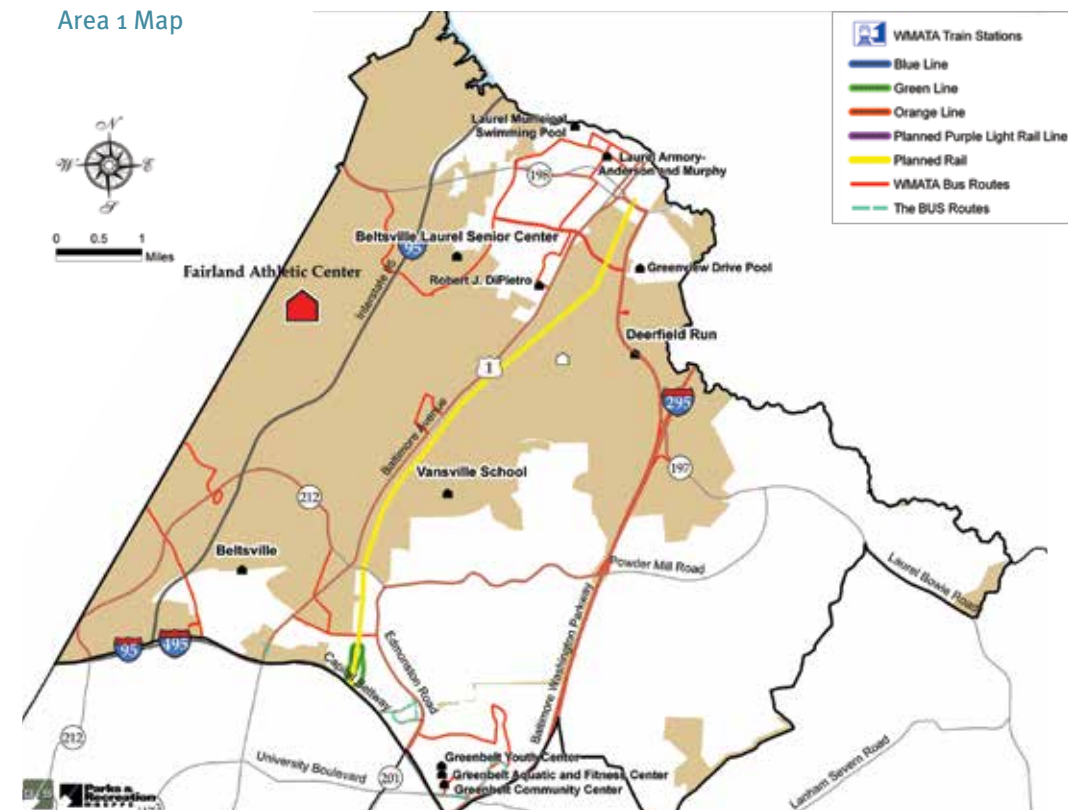 Area 1 Map
WMATA Train Stations
Blue Line
Green Line
Orange Line
Planned Purple Light Rail Line
Planned Rail
WMATA Bus Routes
The BUS Routes
N
W E
S
0 0.5 1
Miles
Laurel Municipal
Swimming Pool
Laurel Armory-
Anderson and Murphy
198
95
Beltsville Laurel Senior Center
Fairland Athletic Center
Interstate 95
Robert J. DiPietro
Greenview Drive Pool
Deerfield Run
1
295
Baltimore Avenue
Vansville School
197
212
Beltsville
Powder Mill Road
Laurel Bowie Road
95
495
Edmonston Road
Capital Beltway
Baltimore Washington Parkway
212
University Boulevard
201
Greenbelt Youth Center
Greenbelt Aquatic and Fitness Center
Greenbelt Community Center
Lanham Severn Road
Parks &
Recreation